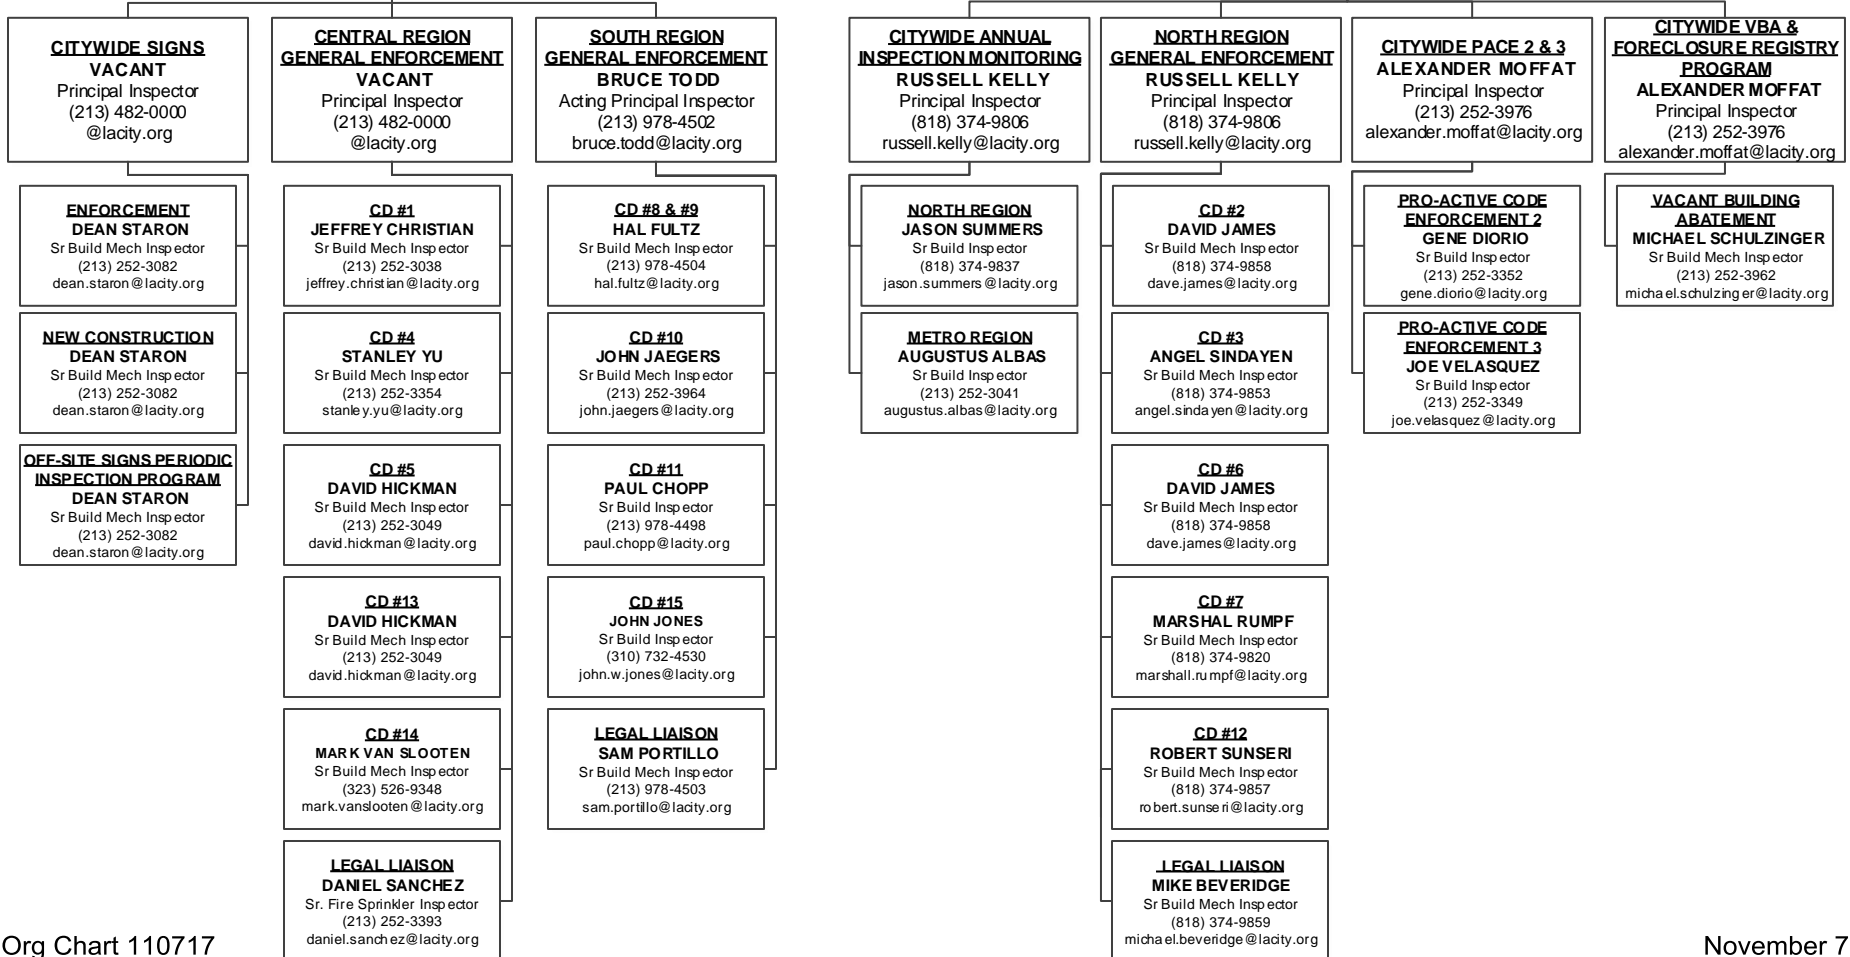 CITYWIDE SIGNS
VACANT
Principal Inspector
(213) 482-0000
@lacity.org
ENFORCEMENT
DEAN STARON
Sr Build Mech Inspector
(213) 252-3082
dean.staron@lacity.org
NEW CONSTRUCTION
DEAN STARON
Sr Build Mech Inspector
(213) 252-3082
dean.staron@lacity.org
OFF-SITE SIGNS PERIODIC
INSPECTION PROGRAM
DEAN STARON
Sr Build Mech Inspector
(213) 252-3082
dean.staron@lacity.org
CENTRAL REGION
GENERAL ENFORCEMENT
VACANT
Principal Inspector
(213) 482-0000
@lacity.org
CD #1
JEFFREY CHRISTIAN
Sr Build Mech Inspector
(213) 252-3038
jeffrey.christian@lacity.org
CD #4
STANLEY YU
Sr Build Mech Inspector
(213) 252-3354
stanley.yu@lacity.org
CD #5
DAVID HICKMAN
Sr Build Mech Inspector
(213) 252-3049
david.hickman@lacity.org
CD #13
DAVID HICKMAN
Sr Build Mech Inspector
(213) 252-3049
david.hickman@lacity.org
CD #14
MARK VAN SLOOTEN
Sr Build Mech Inspector
(323) 526-9348
mark.vanslooten@lacity.org
LEGAL LIAISON
DANIEL SANCHEZ
Sr. Fire Sprinkler Inspector
(213) 252-3393
daniel.sanchez@lacity.org
SOUTH REGION
GENERAL ENFORCEMENT
BRUCE TODD
Acting Principal Inspector
(213) 978-4502
bruce.todd@lacity.org
CD #8 & #9
HAL FULTZ
Sr Build Mech Inspector
(213) 978-4504
hal.fultz@lacity.org
CD #10
JOHN JAEGERS
Sr Build Mech Inspector
(213) 252-3964
john.jaegers@lacity.org
CD #11
PAUL CHOPP
Sr Build Mech Inspector
(213) 978-4498
paul.chopp@lacity.org
CD #15
JOHN JONES
Sr Build Inspector
(310) 732-4530
john.w.jones@lacity.org
LEGAL LIAISON
SAM PORTILLO
Sr Build Mech Inspector
(213) 978-4503
sam.portillo@lacity.org
CITYWIDE ANNUAL
INSPECTION MONITORING
RUSSELL KELLY
Principal Inspector
(818) 374-9806
russell.kelly@lacity.org
NORTH REGION
JASON SUMMERS
Sr Build Inspector
(818) 374-9837
jason.summers@lacity.org
METRO REGION
AUGUSTUS ALBAS
Sr Build Inspector
(213) 252-3041
augustus.albas@lacity.org
NORTH REGION
GENERAL ENFORCEMENT
RUSSELL KELLY
Principal Inspector
(818) 374-9806
russell.kelly@lacity.org
CD #2
DAVID JAMES
Sr Build Mech Inspector
(818) 374-9858
dave.james@lacity.org
CD #3
ANGEL SINDAYEN
Sr Build Mech Inspector
(818) 374-9853
angel.sindayen@lacity.org
CD #6
DAVID JAMES
Sr Build Mech Inspector
(818) 374-9858
dave.james@lacity.org
CD #7
MARSHAL RUMPF
Sr Build Mech Inspector
(818) 374-9820
marshall.rumpf@lacity.org
CD #12
ROBERT SUNSERI
Sr Build Mech Inspector
(818) 374-9857
robert.sunseri@lacity.org
LEGAL LIAISON
MIKE BEVERIDGE
Sr Build Mech Inspector
(818) 374-9859
michael.beveridge@lacity.org
CITYWIDE PACE 2 & 3
ALEXANDER MOFFAT
Principal Inspector
(213) 252-3976
alexander.moffat@lacity.org
PRO-ACTIVE CODE
ENFORCEMENT 2
GENE DIORIO
Sr Build Inspector
(213) 252-3352
gene.diorio@lacity.org
PRO-ACTIVE CODE
ENFORCEMENT 3
JOE VELASQUEZ
Sr Build Inspector
(213) 252-3349
joe.velasquez@lacity.org
CITYWIDE VBA &
FORECLOSURE REGISTRY
PROGRAM
ALEXANDER MOFFAT
Principal Inspector
(213) 252-3976
alexander.moffat@lacity.org
VACANT BUILDING
ABATEMENT
MICHAEL SCHULZINGER
Sr Build Mech Inspector
(213) 252-3962
michael.schulzinger@lacity.org
Org Chart 110717
November 7